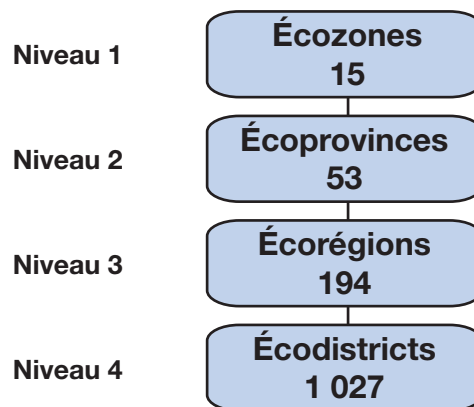 Niveau 1
Écozones
15
Niveau 2
Écoprovinces
53
Niveau 3
Écorégions
194
Niveau 4
Écodistricts
1 027